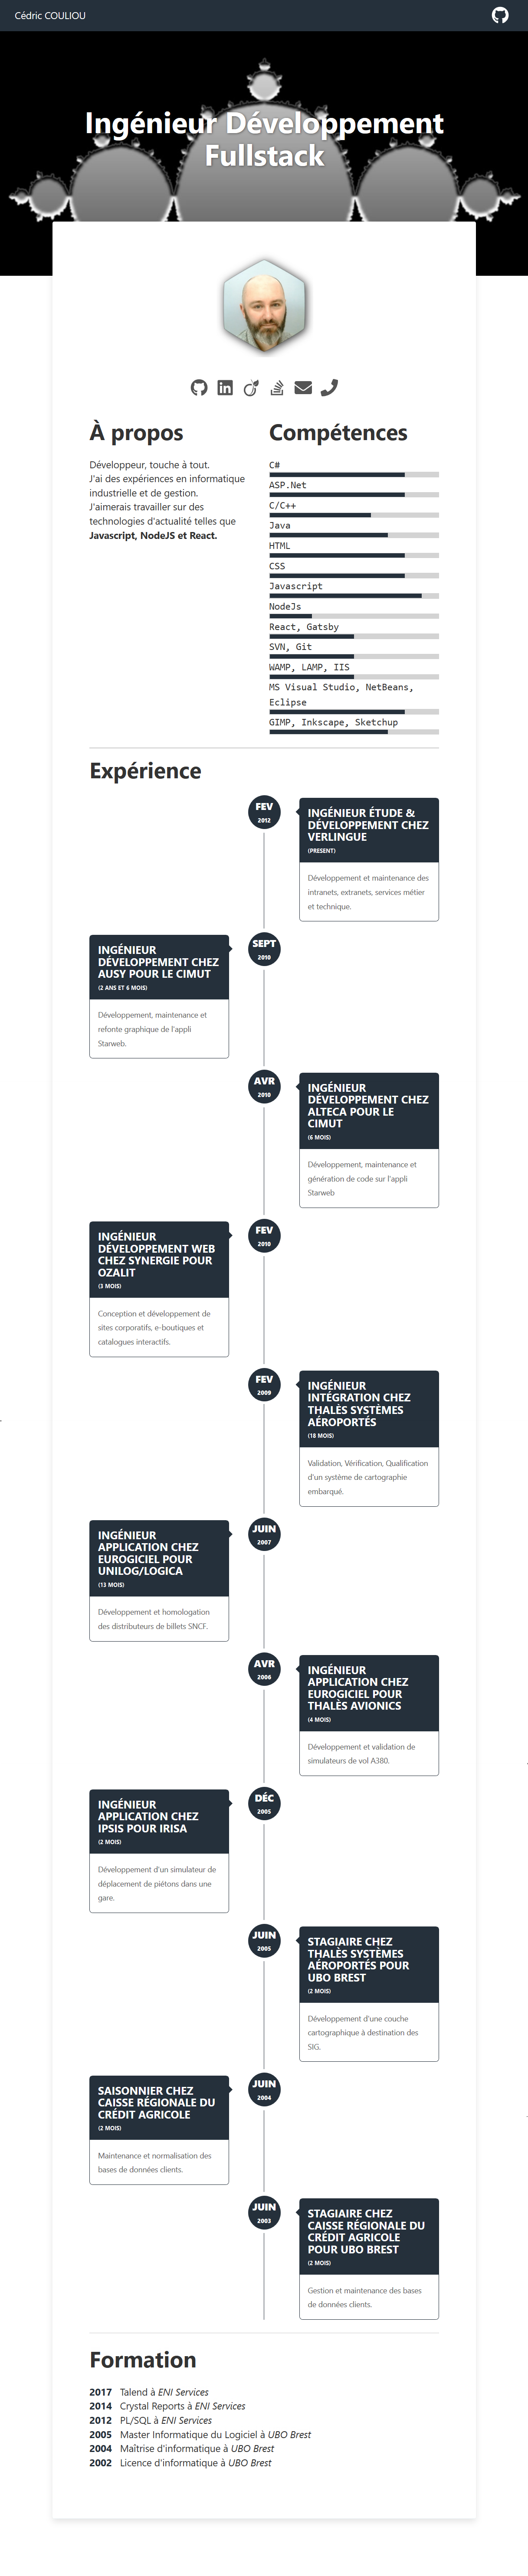 Cédric COULIOU
Ingénieur Développement
Fullstack
À propos
Développeur, touche à tout.
J'ai des expériences en informatique
industrielle et de gestion.
J'aimerais travailler sur des
technologies d'actualité telles que
Javascript, NodeJS et React.
Compétences
C#
ASP.Net
C/C++
Java
HTML
CSS
Javascript
NodeJs
React, Gatsby
SVN, Git
WAMP, LAMP, IIS
MS Visual Studio, NetBeans,
Eclipse
GIMP, Inkscape, Sketchup
Expérience
FEV
2012
INGÉNIEUR ÉTUDE &
DÉVELOPPEMENT CHEZ
VERLINGUE
(PRESENT)
Développement et maintenance des
intranets, extranets, services métier
et technique.
SEPT
2010
INGÉNIEUR
DÉVELOPPEMENT CHEZ
AUSY POUR LE CIMUT
(2 ANS ET 6 MOIS)
Développement, maintenance et
refonte graphique de l'appli
Starweb.
AVR
2010
INGÉNIEUR
DÉVELOPPEMENT CHEZ
ALTECA POUR LE
CIMUT
(6 MOIS)
Développement, maintenance et
génération de code sur l'appli
Starweb
FEV
2010
INGÉNIEUR
DÉVELOPPEMENT WEB
CHEZ SYNERGIE POUR
OZALIT
(3 MOIS)
Conception et développement de
sites corporatifs, e-boutiques et
catalogues interactifs.
FEV
2009
INGÉNIEUR
INTÉGRATION CHEZ
THALÈS SYSTÈMES
AÉROPORTÉS
(18 MOIS)
Validation, Vérification, Qualification
d'un système de cartographie
embarqué.
JUIN
2007
INGÉNIEUR
APPLICATION CHEZ
EUROGICIEL POUR
UNILOG/LOGICA
(13 MOIS)
Développement et homologation
des distributeurs de billets SNCF.
AVR
2006
INGÉNIEUR
APPLICATION CHEZ
EUROGICIEL POUR
THALÈS AVIONICS
(4 MOIS)
Développement et validation de
simulateurs de vol A380.
DÉC
2005
INGÉNIEUR
APPLICATION CHEZ
IPSIS POUR IRISA
(2 MOIS)
Développement d'un simulateur de
déplacement de piétons dans une
gare.
JUIN
2005
STAGIAIRE CHEZ
THALÈS SYSTÈMES
AÉROPORTÉS POUR
UBO BREST
(2 MOIS)
Développement d'une couche
cartographique à destination des
SIG.
JUIN
2004
SAISONNIER CHEZ
CAISSE RÉGIONALE DU
CRÉDIT AGRICOLE
(2 MOIS)
Maintenance et normalisation des
bases de données clients.
JUIN
2003
STAGIAIRE CHEZ
CAISSE RÉGIONALE DU
CRÉDIT AGRICOLE
POUR UBO BREST
(2 MOIS)
Gestion et maintenance des bases
de données clients.
Formation
2017 Talend à ENI Services
2014 Crystal Reports à ENI Services
2012 PL/SQL à ENI Services
2005 Master Informatique du Logiciel à UBO Brest
2004 Maîtrise d'informatique à UBO Brest
2002 Licence d'informatique à UBO Brest